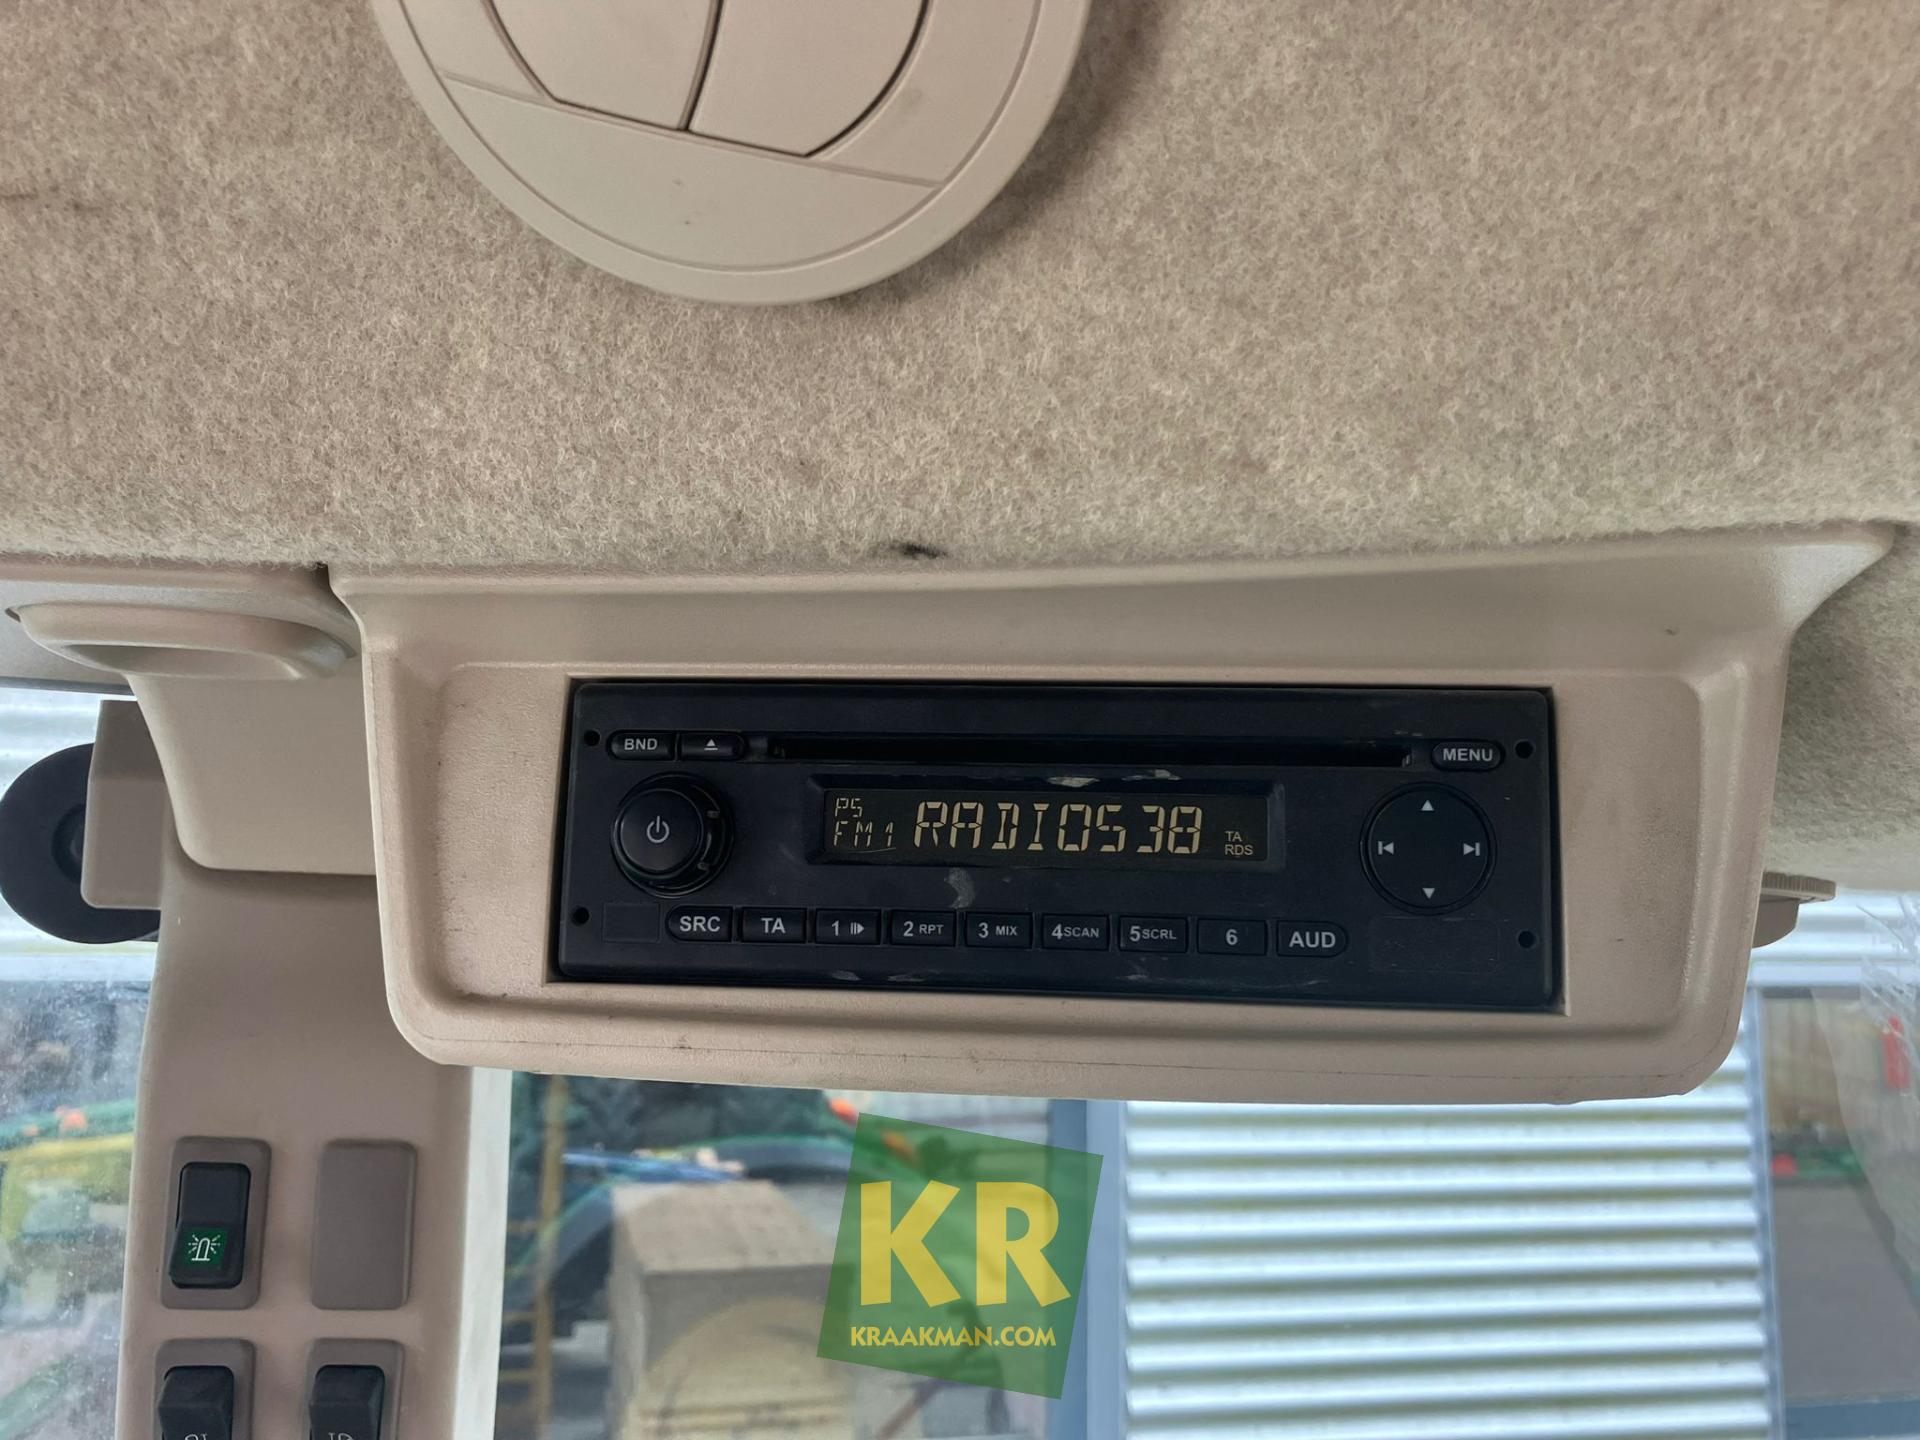 BND
MENU
PS
FM1 RADIO538
TA
RDS
SRC TA 1 2 RPT 3 MIX 4SCAN 5SCRL 6 AUD
KR
KRAAKMAN.COM